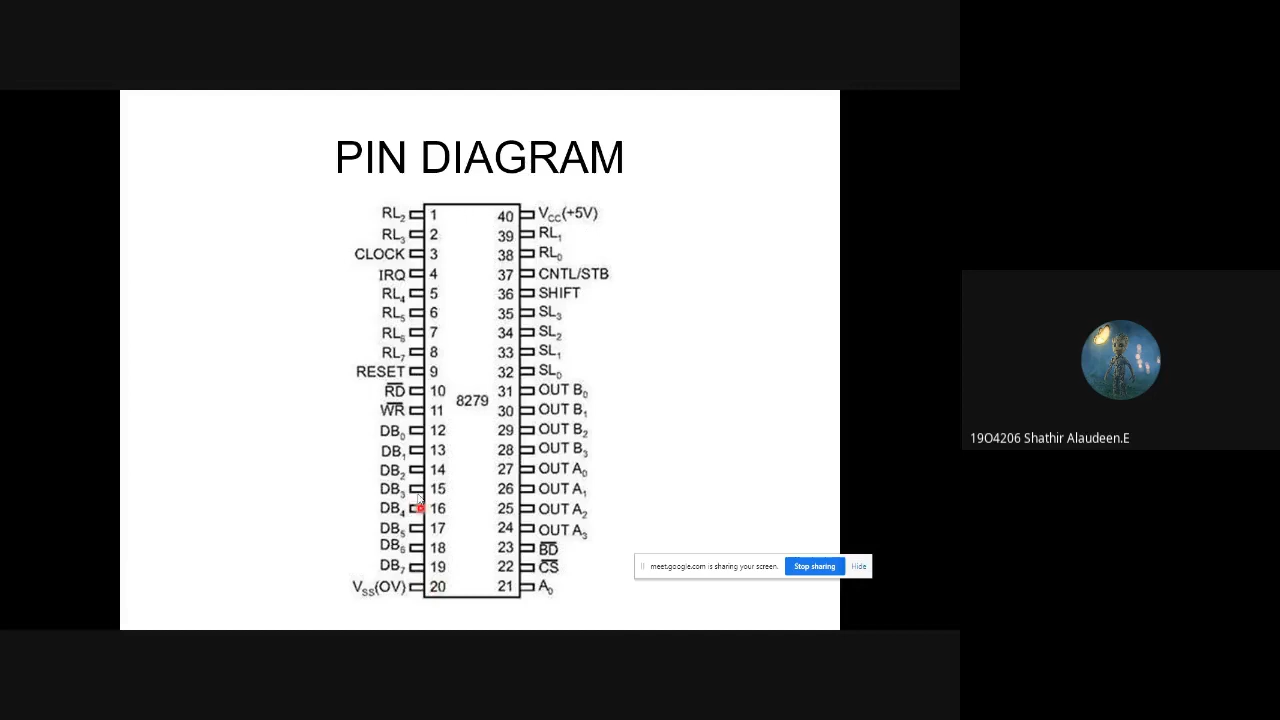 PIN DIAGRAM
RL2 1 40 VCC(+5V)
RL3 2 39 RL1
CLOCK 3 38 RL0
IRQ 4 37 CNTL/STB
RL4 5 36 SHIFT
RL5 6 35 SL3
RL6 7 34 SL2
RL7 8 33 SL1
RESET 9 32 SL0
R̅D̅ 10 31 OUT B0
8279
W̅R̅ 11 30 OUT B1
DB0 12 29 OUT B2
DB1 13 28 OUT B3
DB2 14 27 OUT A0
DB3 15 26 OUT A1
DB4 16 25 OUT A2
DB5 17 24 OUT A3
DB6 18 23 B̅D̅
DB7 19 22 C̅S̅
VSS(OV) 20 21 A0
meet.google.com is sharing your screen. Stop sharing Hide
19O4206 Shathir Alaudeen.E